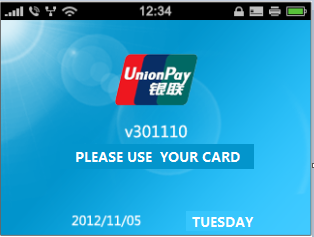 12:34
UnionPay
银联
v301110
PLEASE USE YOUR CARD
2012/11/05 TUESDAY